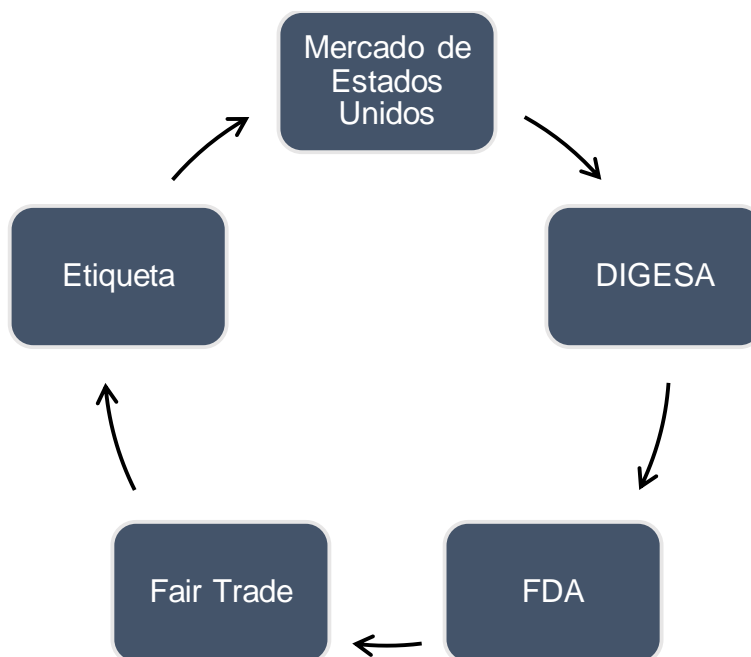 Mercado de
Estados
Unidos
DIGESA
FDA
Fair Trade
Etiqueta